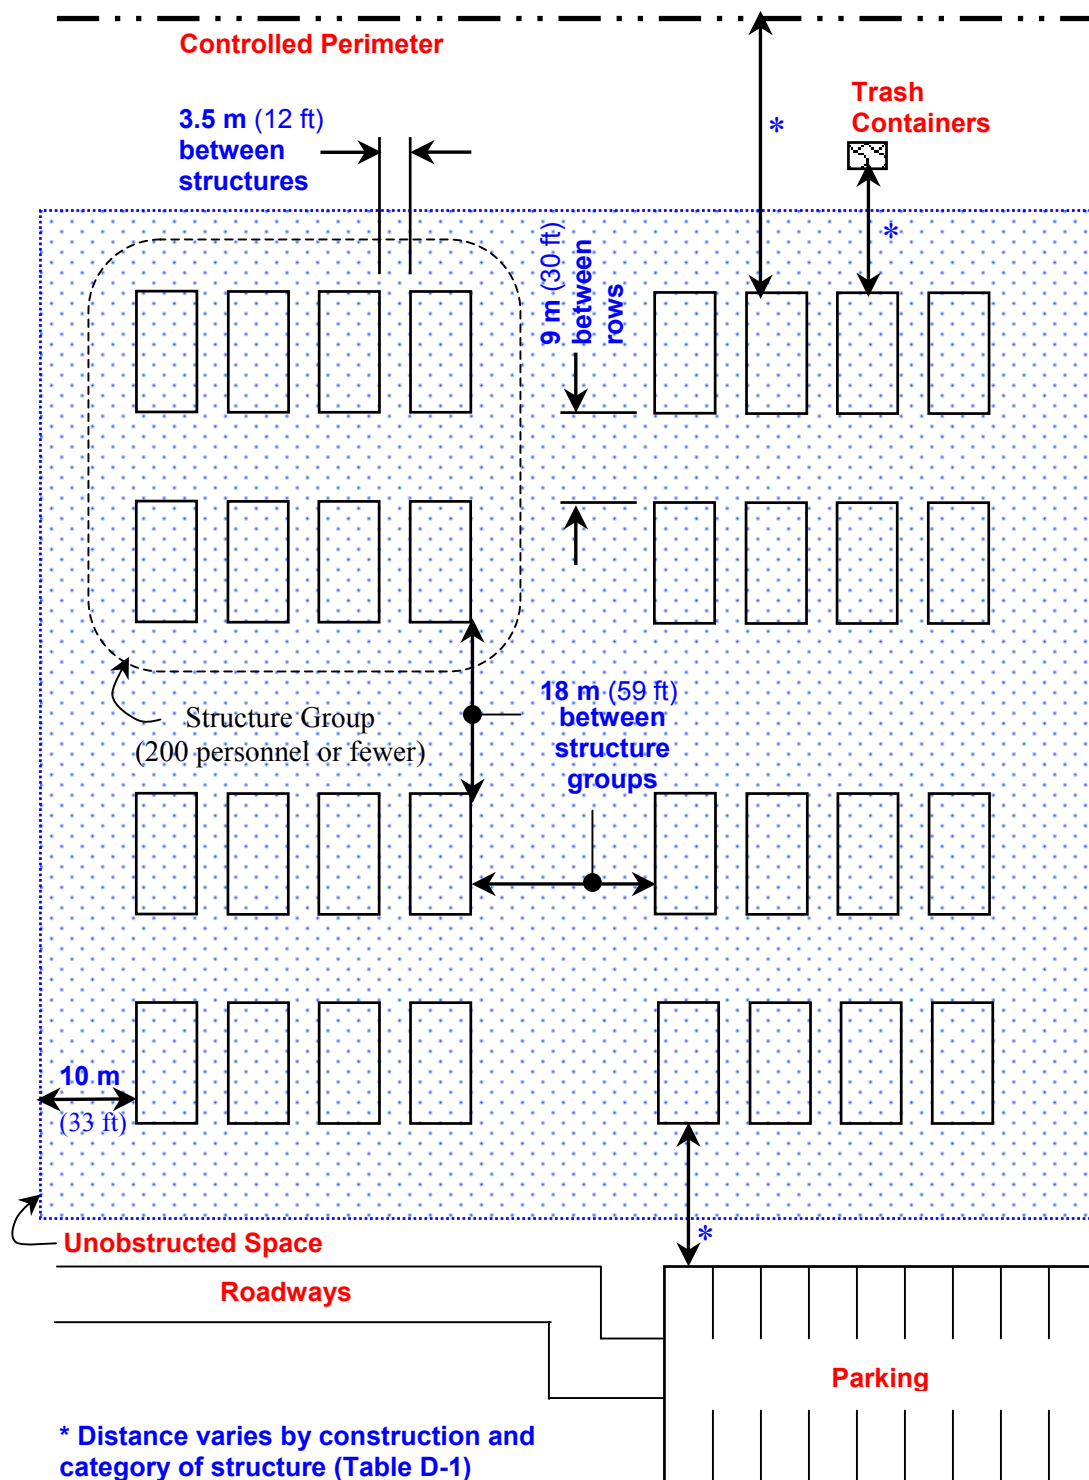 Controlled Perimeter
3.5 m (12 ft)
between
structures
*
Trash
Containers
*
9 m (30 ft)
between
rows
Structure Group
(200 personnel or fewer)
18 m (59 ft)
between
structure
groups
10 m
(33 ft)
*
Unobstructed Space
Roadways
Parking
* Distance varies by construction and
category of structure (Table D-1)